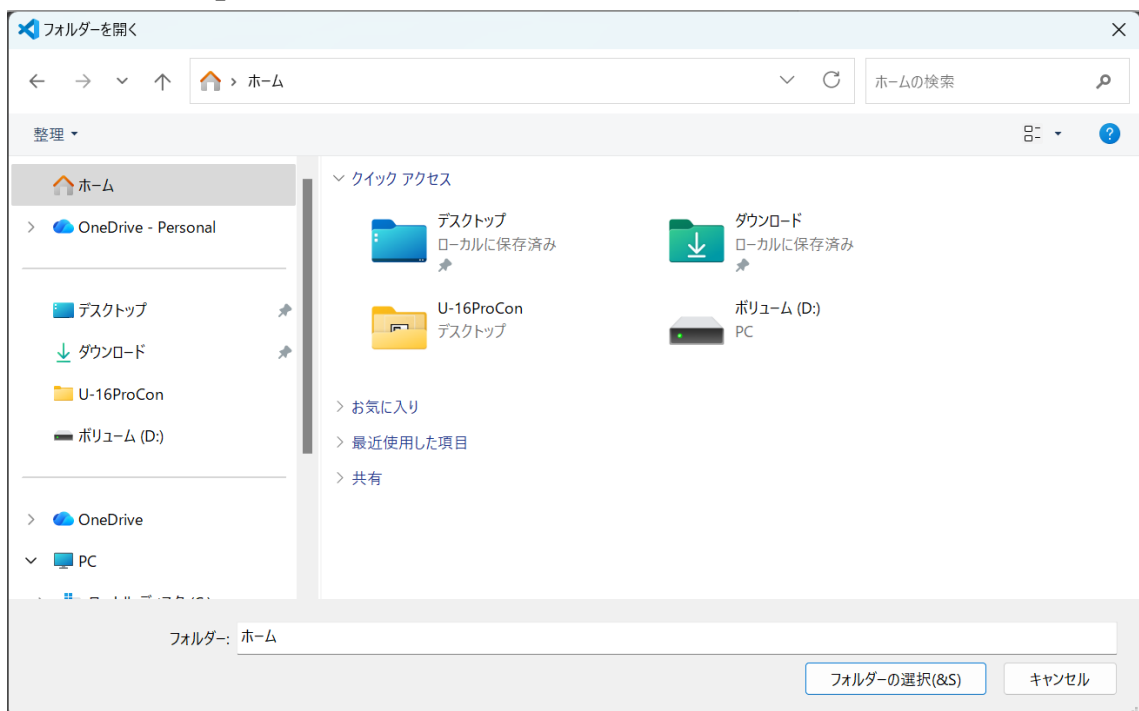 フォルダーを開く
ホーム
ホームの検索
整理
ホーム
OneDrive - Personal
デスクトップ
ダウンロード
U-16ProCon
ボリューム (D:)
OneDrive
PC
クイック アクセス
デスクトップ
ローカルに保存済み
ダウンロード
ローカルに保存済み
U-16ProCon
デスクトップ
ボリューム (D:)
PC
お気に入り
最近使用した項目
共有
フォルダー: ホーム
フォルダーの選択(&S)
キャンセル